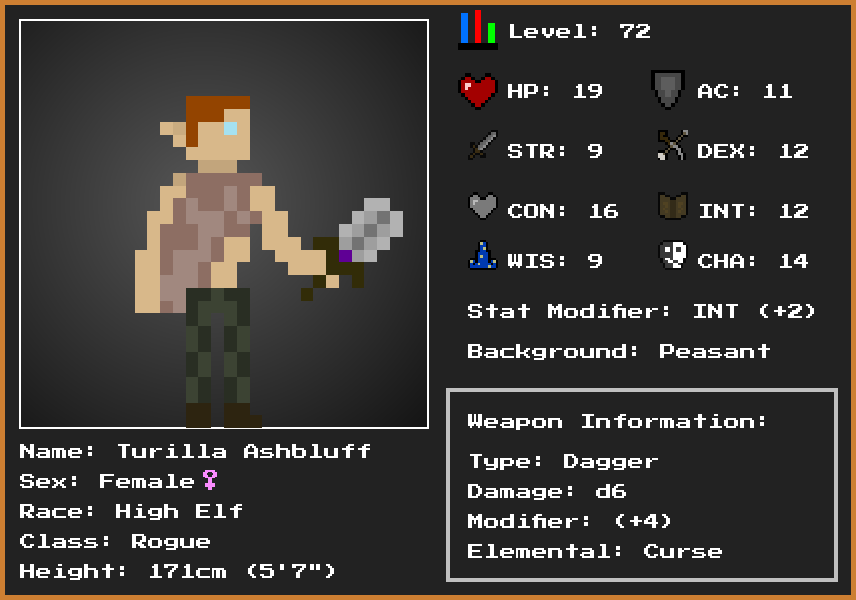 Level: 72
HP: 19
AC: 11
STR: 9
DEX: 12
CON: 16
INT: 12
WIS: 9
CHA: 14
Stat Modifier: INT (+2)
Background: Peasant
Weapon Information:
Type: Dagger
Damage: d6
Modifier: (+4)
Elemental: Curse
Name: Turilla Ashbluff
Sex: Female♀
Race: High Elf
Class: Rogue
Height: 171cm (5'7")